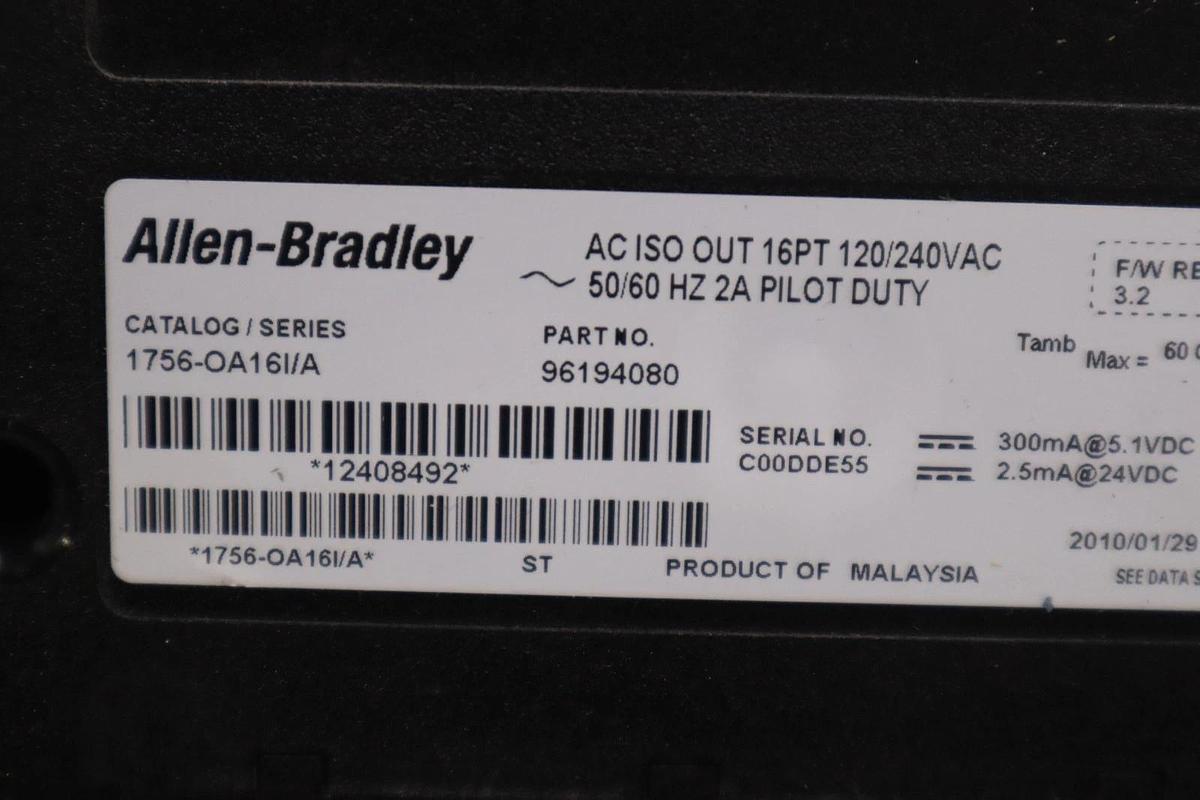 Allen-Bradley
AC ISO OUT 16PT 120/240VAC
50/60 HZ 2A PILOT DUTY
F/W RE
3.2
CATALOG / SERIES
1756-OA16I/A
PART NO.
96194080
Tamb Max = 60
*12408492*
SERIAL NO.
C00DDE55
300mA@5.1VDC
2.5mA@24VDC
*1756-OA16I/A*
ST
PRODUCT OF MALAYSIA
2010/01/29
SEE DATA